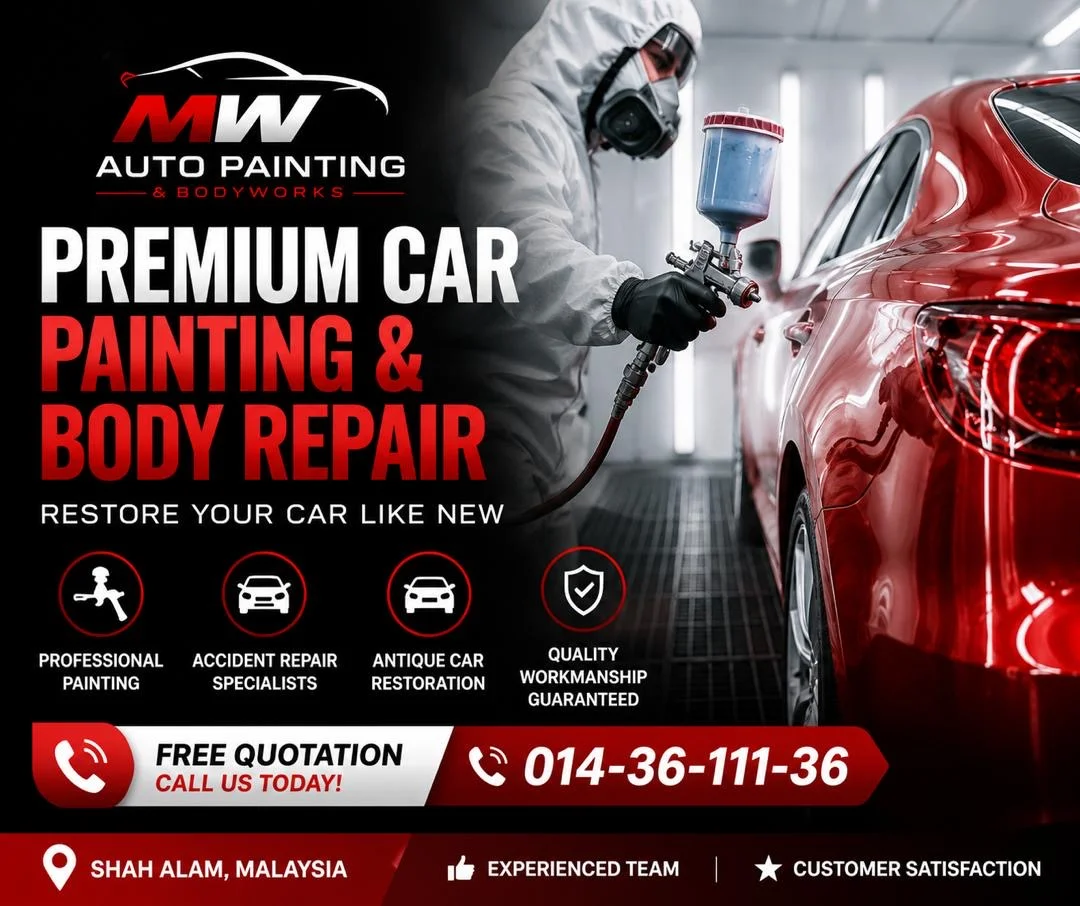 MW
AUTO PAINTING
& BODYWORKS
PREMIUM CAR
PAINTING &
BODY REPAIR
RESTORE YOUR CAR LIKE NEW
PROFESSIONAL
PAINTING
ACCIDENT REPAIR
SPECIALISTS
ANTIQUE CAR
RESTORATION
QUALITY
WORKMANSHIP
GUARANTEED
FREE QUOTATION
CALL US TODAY!
014-36-111-36
SHAH ALAM, MALAYSIA
EXPERIENCED TEAM
CUSTOMER SATISFACTION